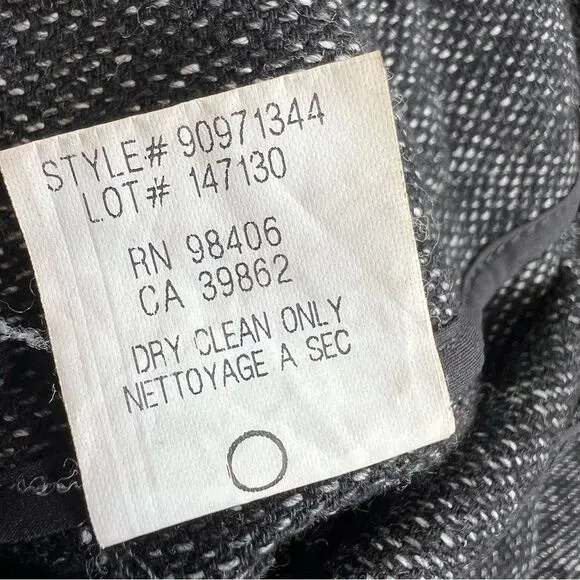 STYLE# 90971344
LOT# 147130
RN 98406
CA 39862
DRY CLEAN ONLY
NETTOYAGE A SEC